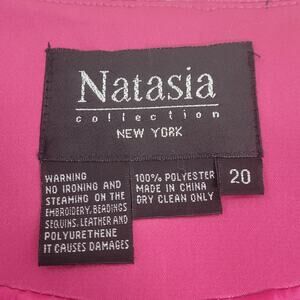 Natasia
collection
NEW YORK
WARNING
NO IRONING AND
STEAMING ON THE
EMBROIDERY, BEADINGS
SEQUINS, LEATHER AND
POLYURETHENE
IT CAUSES DAMAGES
100% POLYESTER
MADE IN CHINA
DRY CLEAN ONLY
20